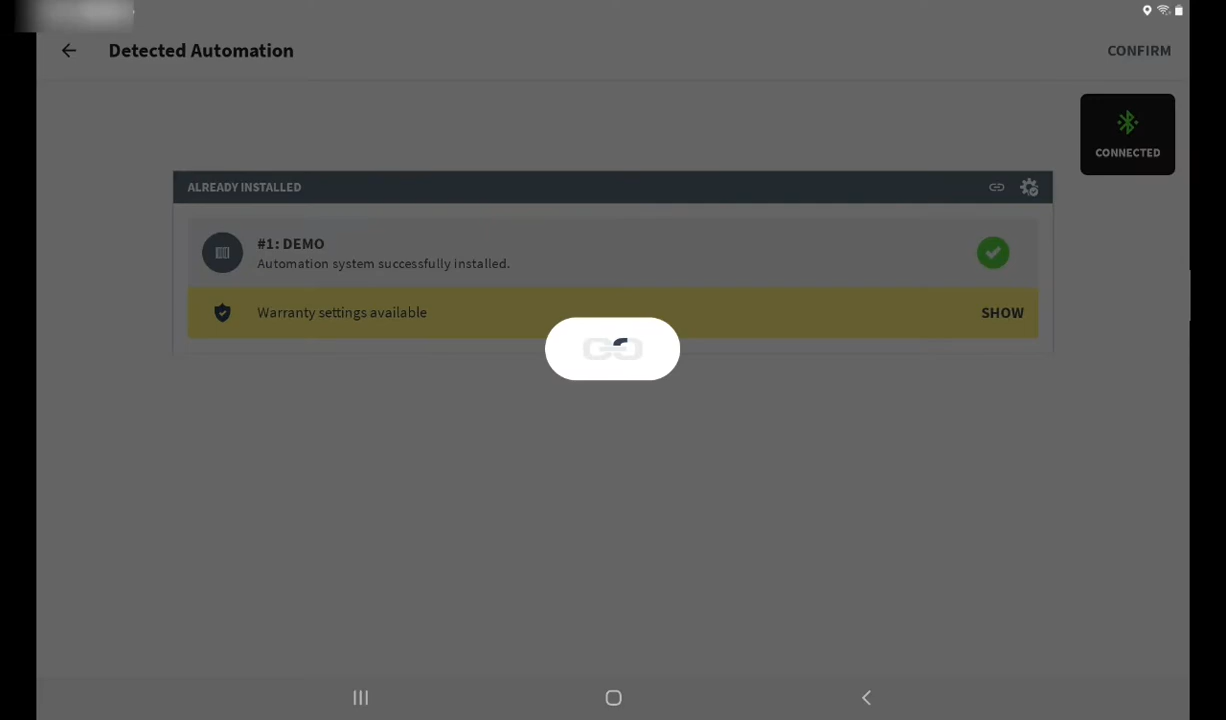 Detected Automation
CONFIRM
CONNECTED
ALREADY INSTALLED
#1: DEMO
Automation system successfully installed.
Warranty settings available
SHOW